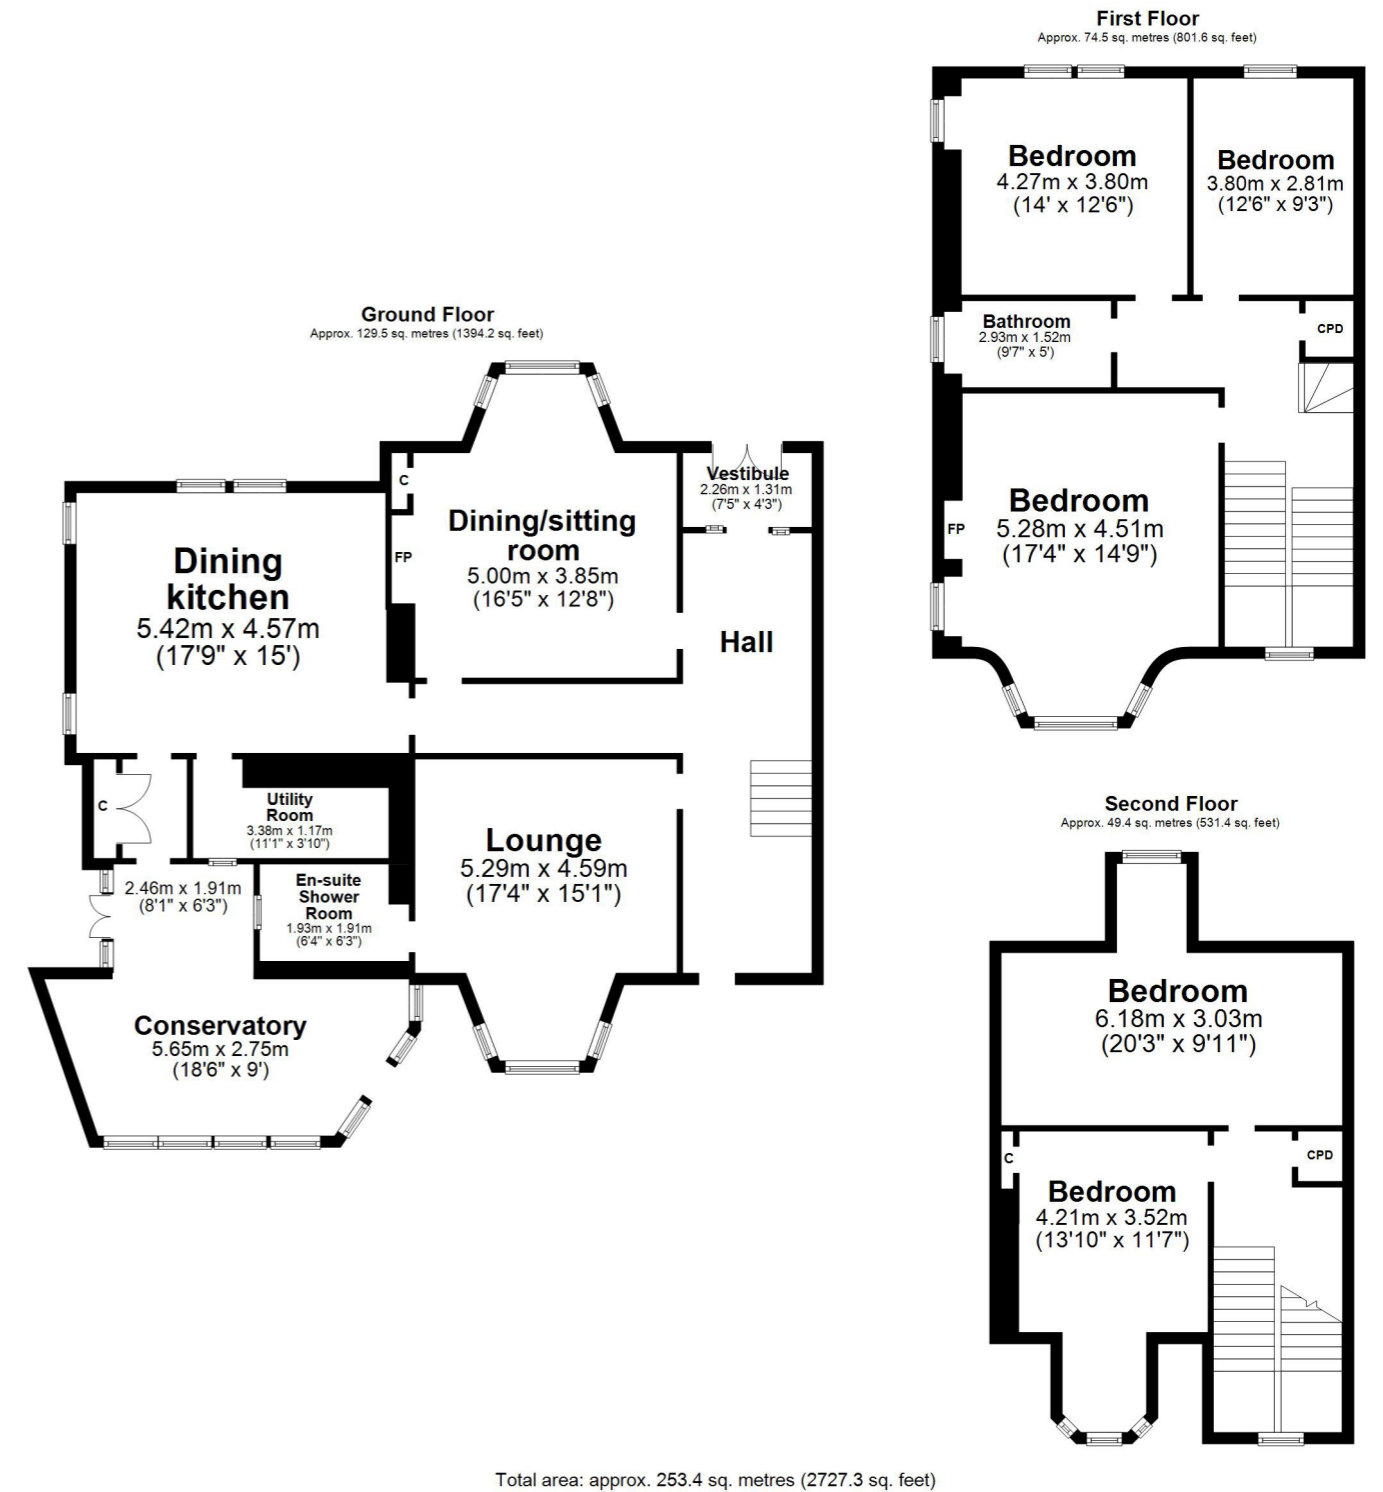 First Floor
Approx. 74.5 sq. metres (801.6 sq. feet)
Bedroom
4.27m x 3.80m
(14' x 12'6")
Bedroom
3.80m x 2.81m
(12'6" x 9'3")
Bathroom
2.93m x 1.52m
(9'7" x 5')
CPD
Bedroom
5.28m x 4.51m
(17'4" x 14'9")
FP
Ground Floor
Approx. 129.5 sq. metres (1394.2 sq. feet)
C
Vestibule
2.26m x 1.31m
(7'5" x 4'3")
Dining/sitting
room
5.00m x 3.85m
(16'5" x 12'8")
FP
Dining
kitchen
5.42m x 4.57m
(17'9" x 15')
Hall
C
Utility
Room
3.38m x 1.17m
(11'1" x 3'10")
Lounge
5.29m x 4.59m
(17'4" x 15'1")
2.46m x 1.91m
(8'1" x 6'3")
En-suite
Shower
Room
1.93m x 1.91m
(6'4" x 6'3")
Conservatory
5.65m x 2.75m
(18'6" x 9')
Second Floor
Approx. 49.4 sq. metres (531.4 sq. feet)
Bedroom
6.18m x 3.03m
(20'3" x 9'11")
C
CPD
Bedroom
4.21m x 3.52m
(13'10" x 11'7")
Total area: approx. 253.4 sq. metres (2727.3 sq. feet)